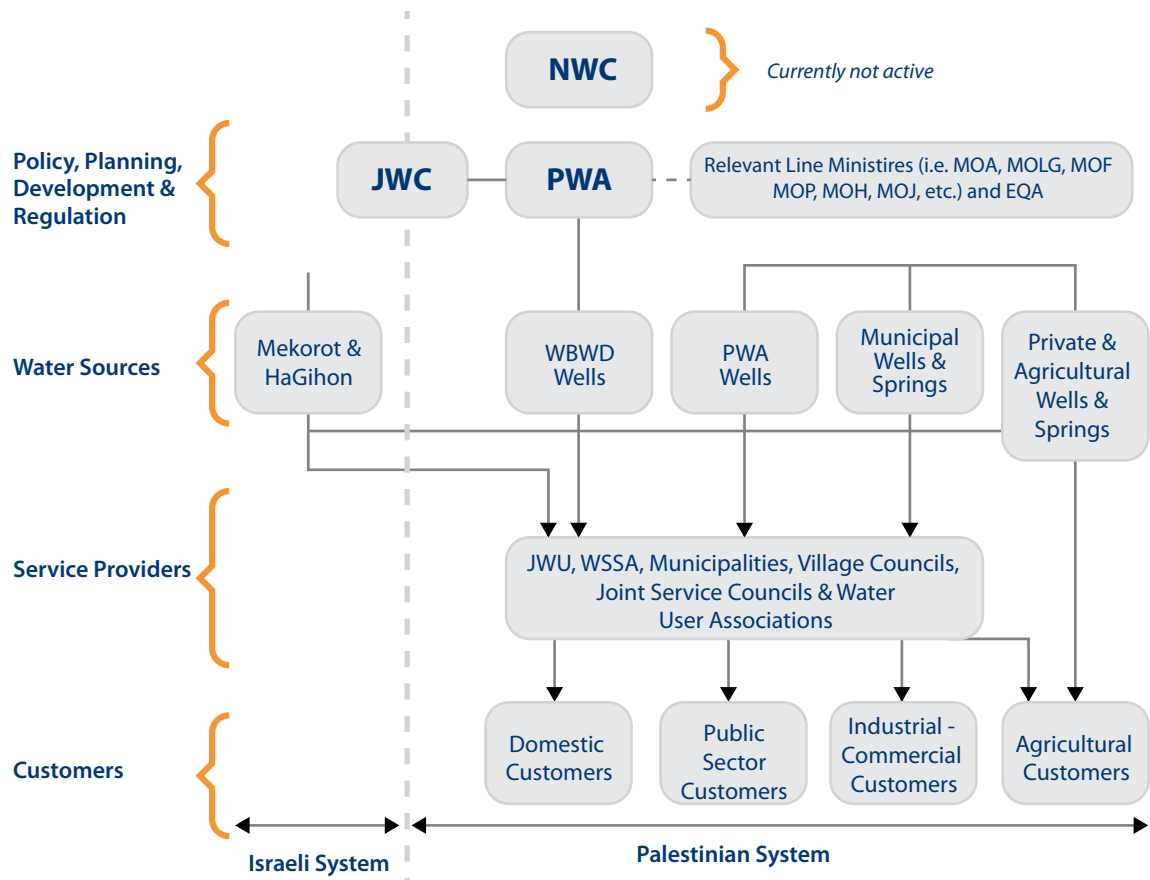 NWC
Currently not active
Policy, Planning,
Development &
Regulation
JWC
PWA
Relevant Line Ministires (i.e. MOA, MOLG, MOF
MOP, MOH, MOJ, etc.) and EQA
Water Sources
Mekorot &
HaGihon
WBWD
Wells
PWA
Wells
Municipal
Wells &
Springs
Private &
Agricultural
Wells &
Springs
Service Providers
JWU, WSSA, Municipalities, Village Councils,
Joint Service Councils & Water
User Associations
Customers
Domestic
Customers
Public
Sector
Customers
Industrial -
Commercial
Customers
Agricultural
Customers
Israeli System
Palestinian System